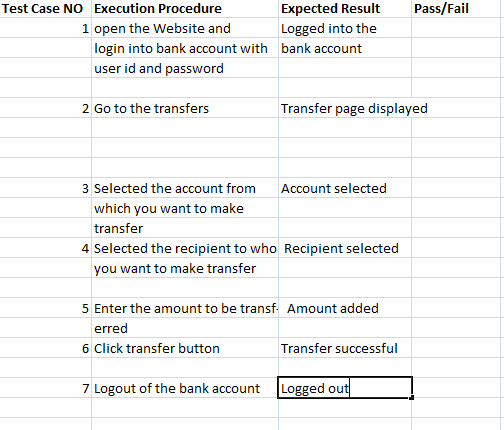 Test Case NO Execution Procedure Expected Result Pass/Fail
1 open the Website and Logged into the
login into bank account with bank account
user id and password
2 Go to the transfers Transfer page displayed
3 Selected the account from Account selected
which you want to make
transfer
4 Selected the recipient to who Recipient selected
you want to make transfer
5 Enter the amount to be transf- Amount added
erred
6 Click transfer button Transfer successful
7 Logout of the bank account Logged out